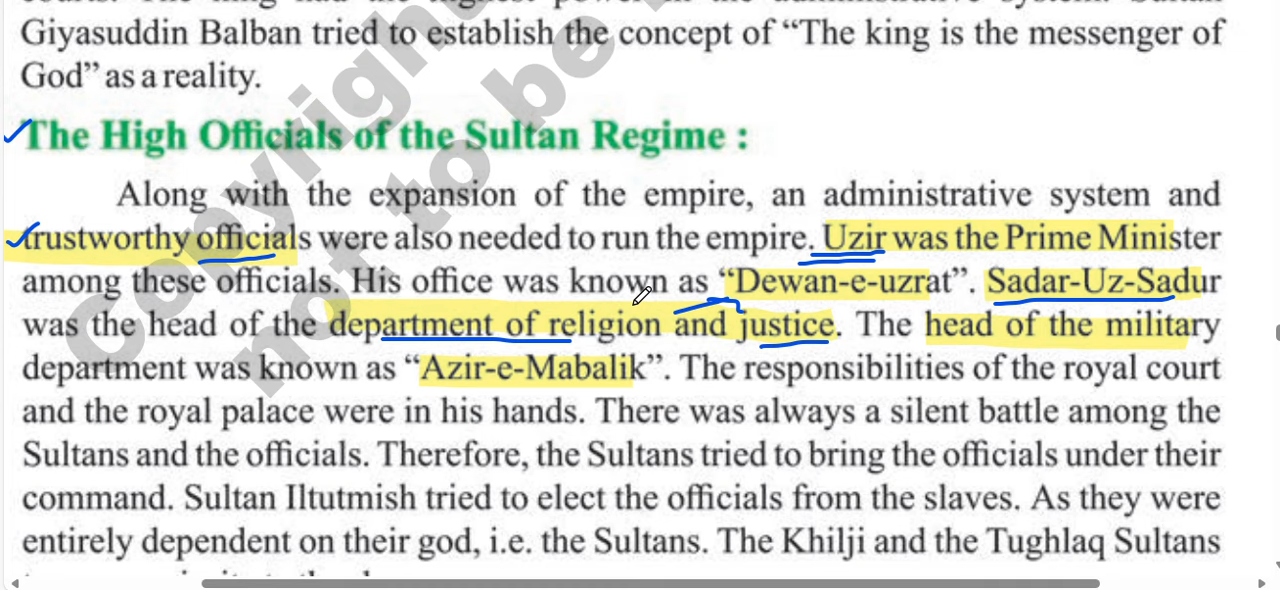 Giyasuddin Balban tried to establish the concept of “The king is the messenger of
God” as a reality.
The High Officials of the Sultan Regime :
Along with the expansion of the empire, an administrative system and
trustworthy officials were also needed to run the empire. Uzir was the Prime Minister
among these officials. His office was known as “Dewan-e-uzrat”. Sadar-Uz-Sadur
was the head of the department of religion and justice. The head of the military
department was known as “Azir-e-Mabalik”. The responsibilities of the royal court
and the royal palace were in his hands. There was always a silent battle among the
Sultans and the officials. Therefore, the Sultans tried to bring the officials under their
command. Sultan Iltutmish tried to elect the officials from the slaves. As they were
entirely dependent on their god, i.e. the Sultans. The Khilji and the Tughlaq Sultans
Copyright
not to be